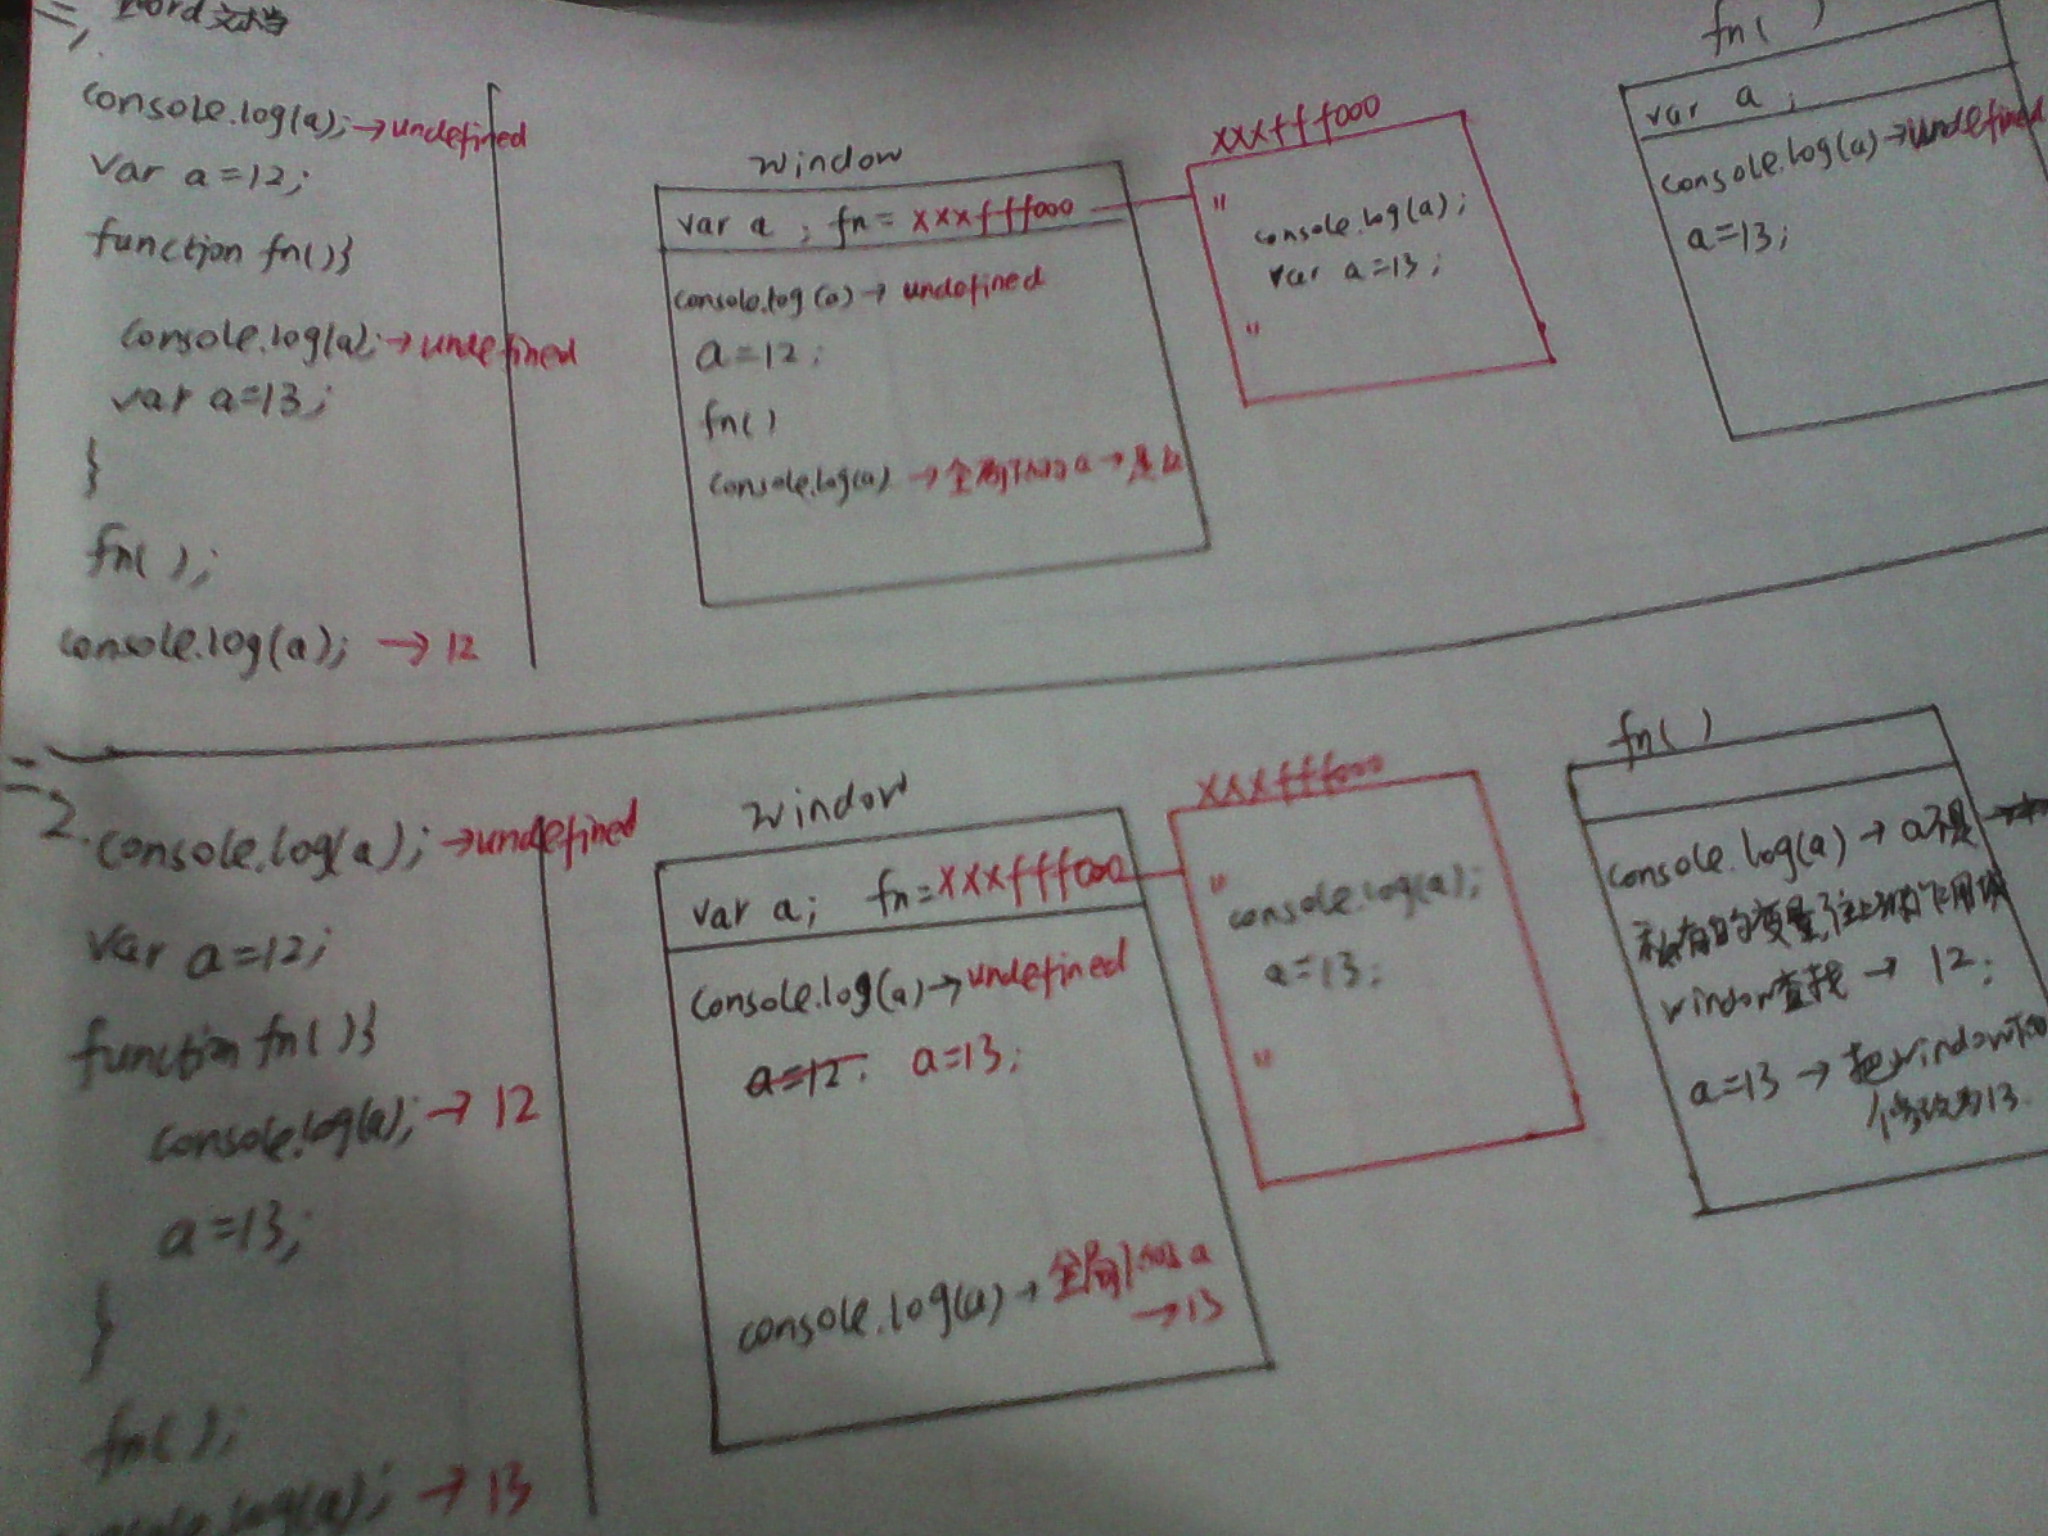 二、word文档
console.log(a);→undefined
var a=12;
function fn(){
console.log(a);→undefined
var a=13;
}
fn();
console.log(a); →12
window
var a ; fn= xxxfff000
console.log(a)→ undefined
a=12;
fn()
console.log(a) →全局下的a→是12
xxxfff000
"
console.log(a);
var a=13;
"
fn( )
var a ;
console.log(a)→undefined
a=13;
二、
2. console.log(a);→undefined
var a=12;
function fn(){
console.log(a);→12
a=13;
}
fn();
console.log(a); →13
window
var a; fn=xxxfff000
console.log(a)→undefined
a=12; a=13;
console.log(a)→全局下的a
→13
xxxfff000
"
console.log(a);
a=13;
"
fn()
console.log(a)→a不是
私有的变量,往上级作用域
window查找→ 12;
a=13→把window下的
修改为13.